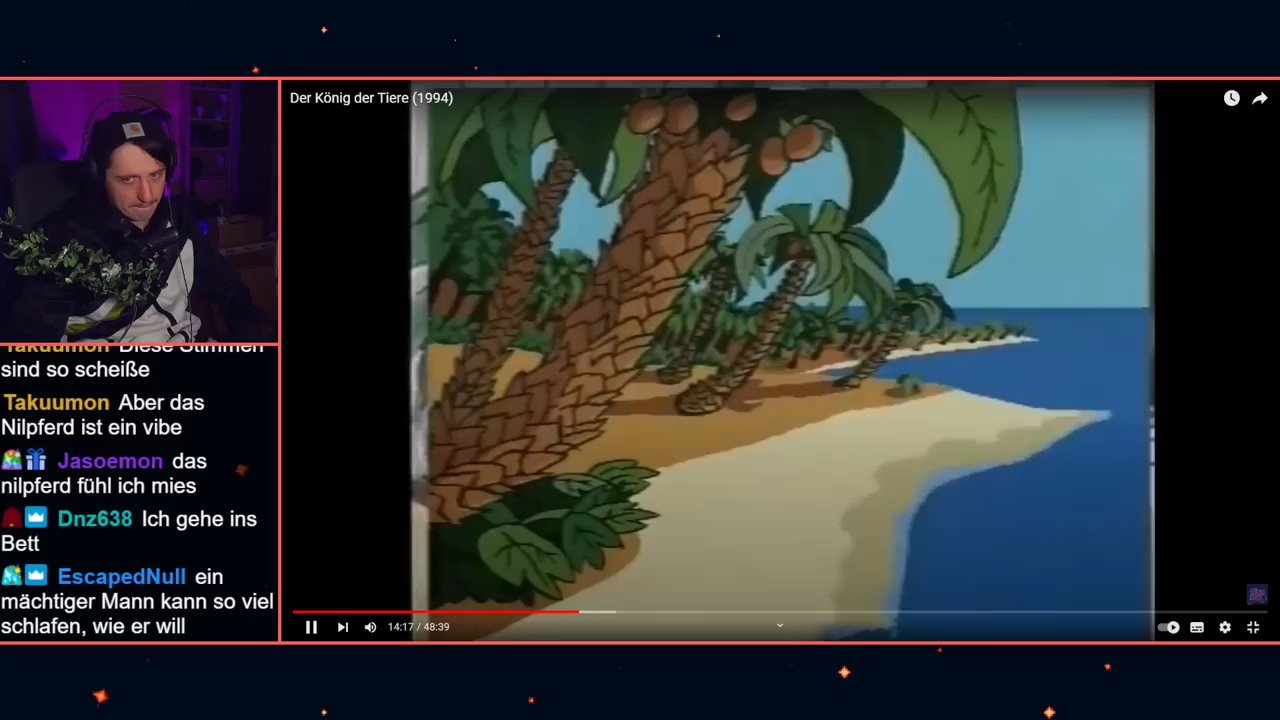 Der König der Tiere (1994)
Takuumon Diese Stimmen
sind so scheiße
Takuumon Aber das
Nilpferd ist ein vibe
Jasoemon das
nilpferd fühl ich mies
Dnz638 Ich gehe ins
Bett
EscapedNull ein
mächtiger Mann kann so viel
schlafen, wie er will
14:17 / 48:39